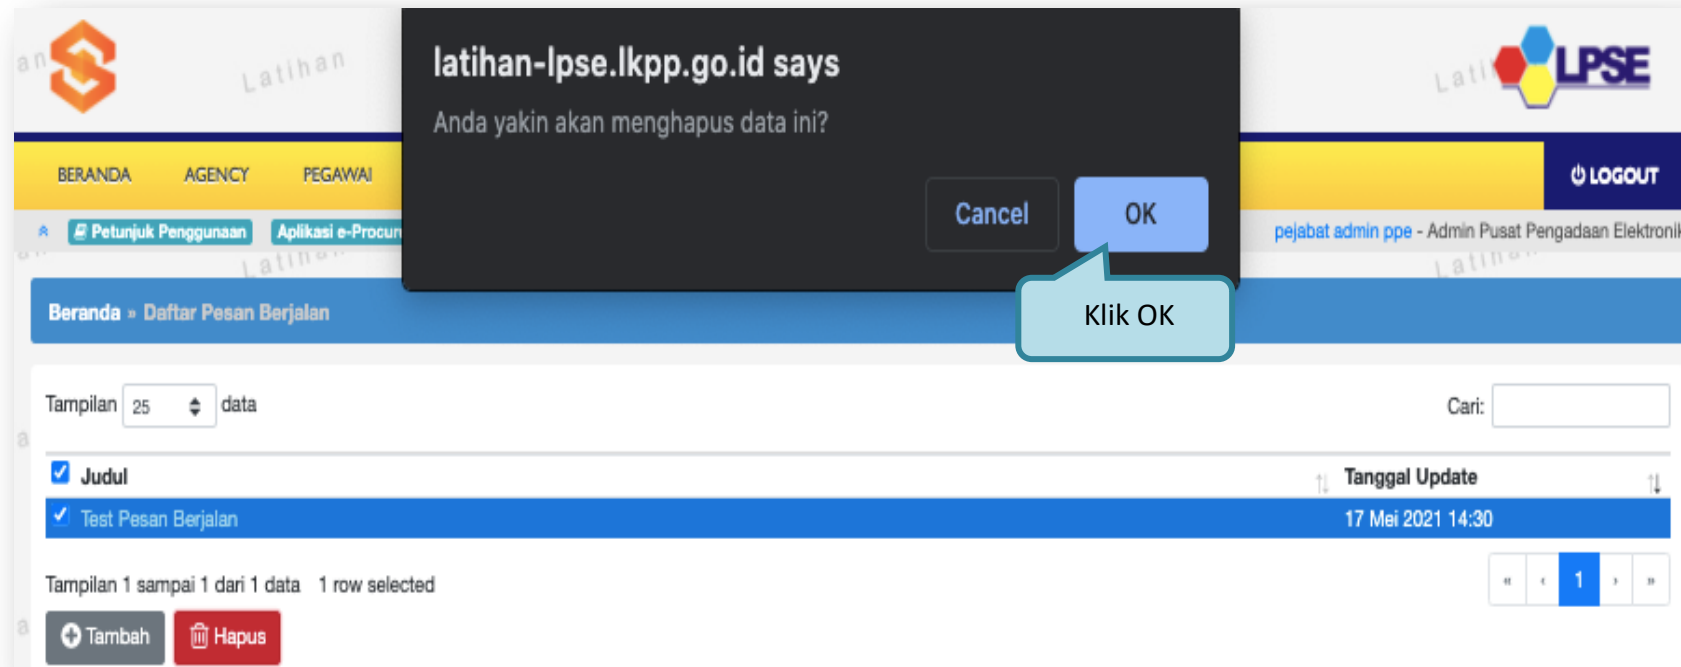 Latihan
latihan-lpse.lkpp.go.id says
Anda yakin akan menghapus data ini?
Cancel
OK
Klik OK
Lati
LPSE
BERANDA AGENCY PEGAWAI
LOGOUT
Petunjuk Penggunaan Aplikasi e-Procur
pejabat admin ppe - Admin Pusat Pengadaan Elektronik
Beranda » Daftar Pesan Berjalan
Tampilan 25 data
Cari:
Judul Tanggal Update
Test Pesan Berjalan 17 Mei 2021 14:30
Tampilan 1 sampai 1 dari 1 data 1 row selected
« ‹ 1 › »
Tambah Hapus